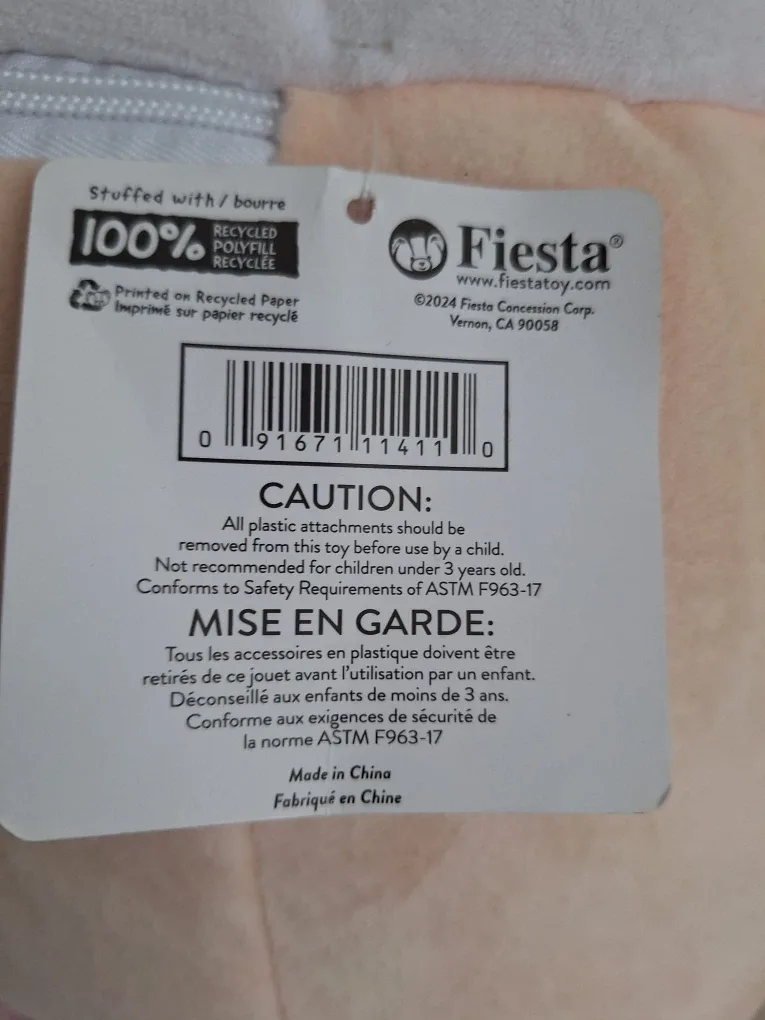 Stuffed with / bourre
100% RECYCLED
POLYFILL
RECYCLÉE
Printed on Recycled Paper
Imprimé sur papier recyclé
Fiesta®
www.fiestatoy.com
©2024 Fiesta Concession Corp.
Vernon, CA 90058
0 91671 11411 0
CAUTION:
All plastic attachments should be
removed from this toy before use by a child.
Not recommended for children under 3 years old.
Conforms to Safety Requirements of ASTM F963-17
MISE EN GARDE:
Tous les accessoires en plastique doivent être
retirés de ce jouet avant l'utilisation par un enfant.
Déconseillé aux enfants de moins de 3 ans.
Conforme aux exigences de sécurité de
la norme ASTM F963-17
Made in China
Fabriqué en Chine